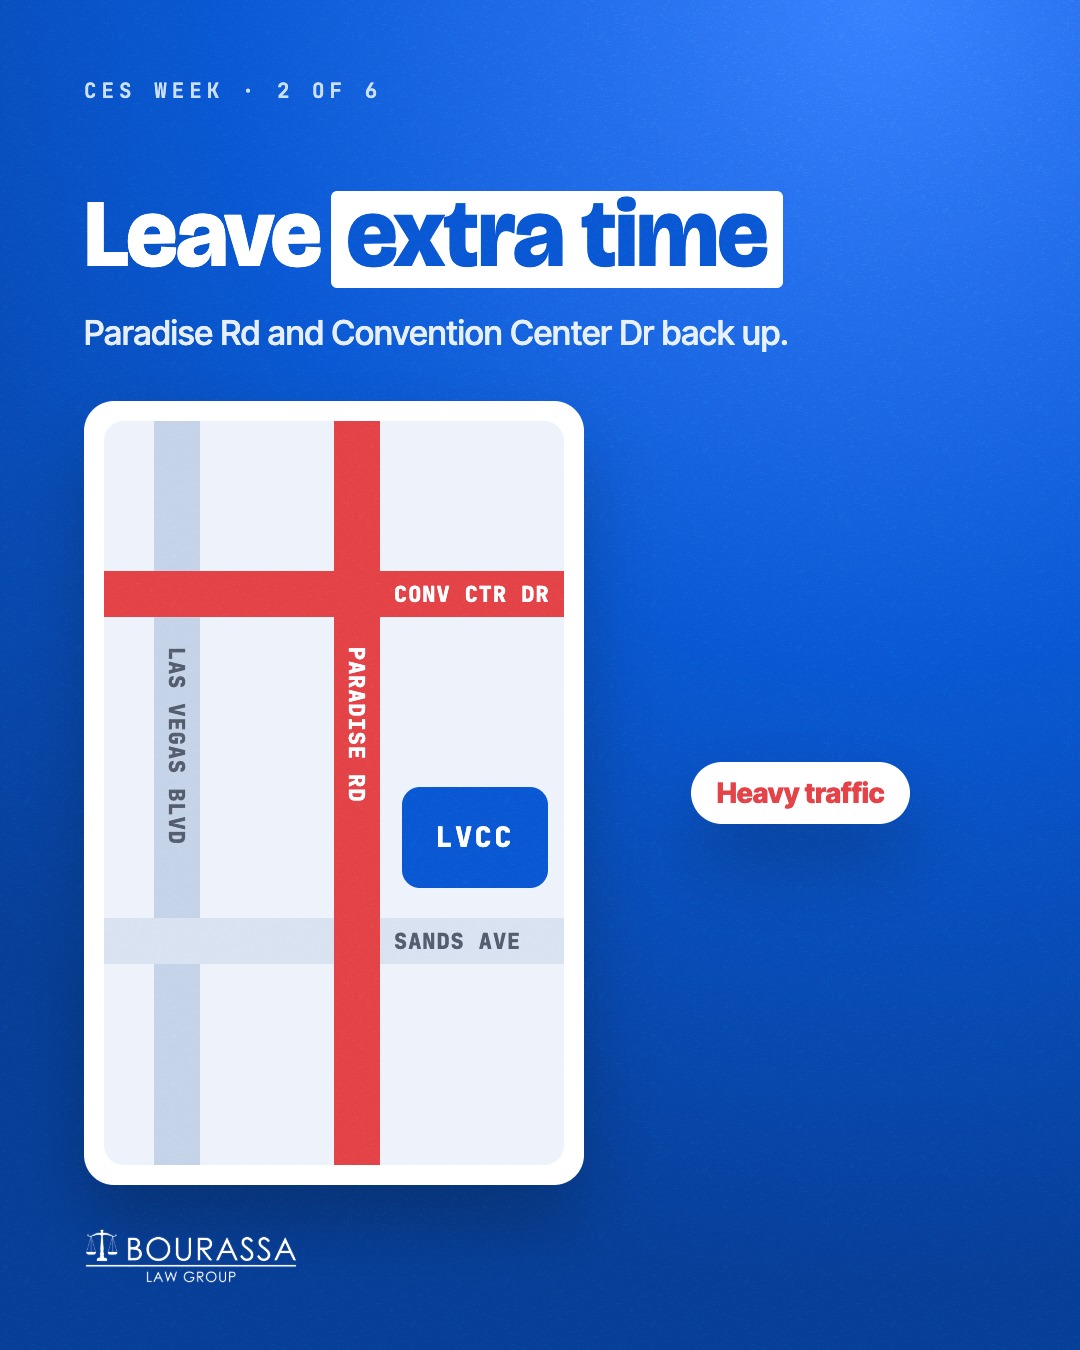 CES WEEK · 2 OF 6
Leave extra time
Paradise Rd and Convention Center Dr back up.
CONV CTR DR
LAS VEGAS BLVD
PARADISE RD
LVCC
Heavy traffic
SANDS AVE
BOURASSA
LAW GROUP